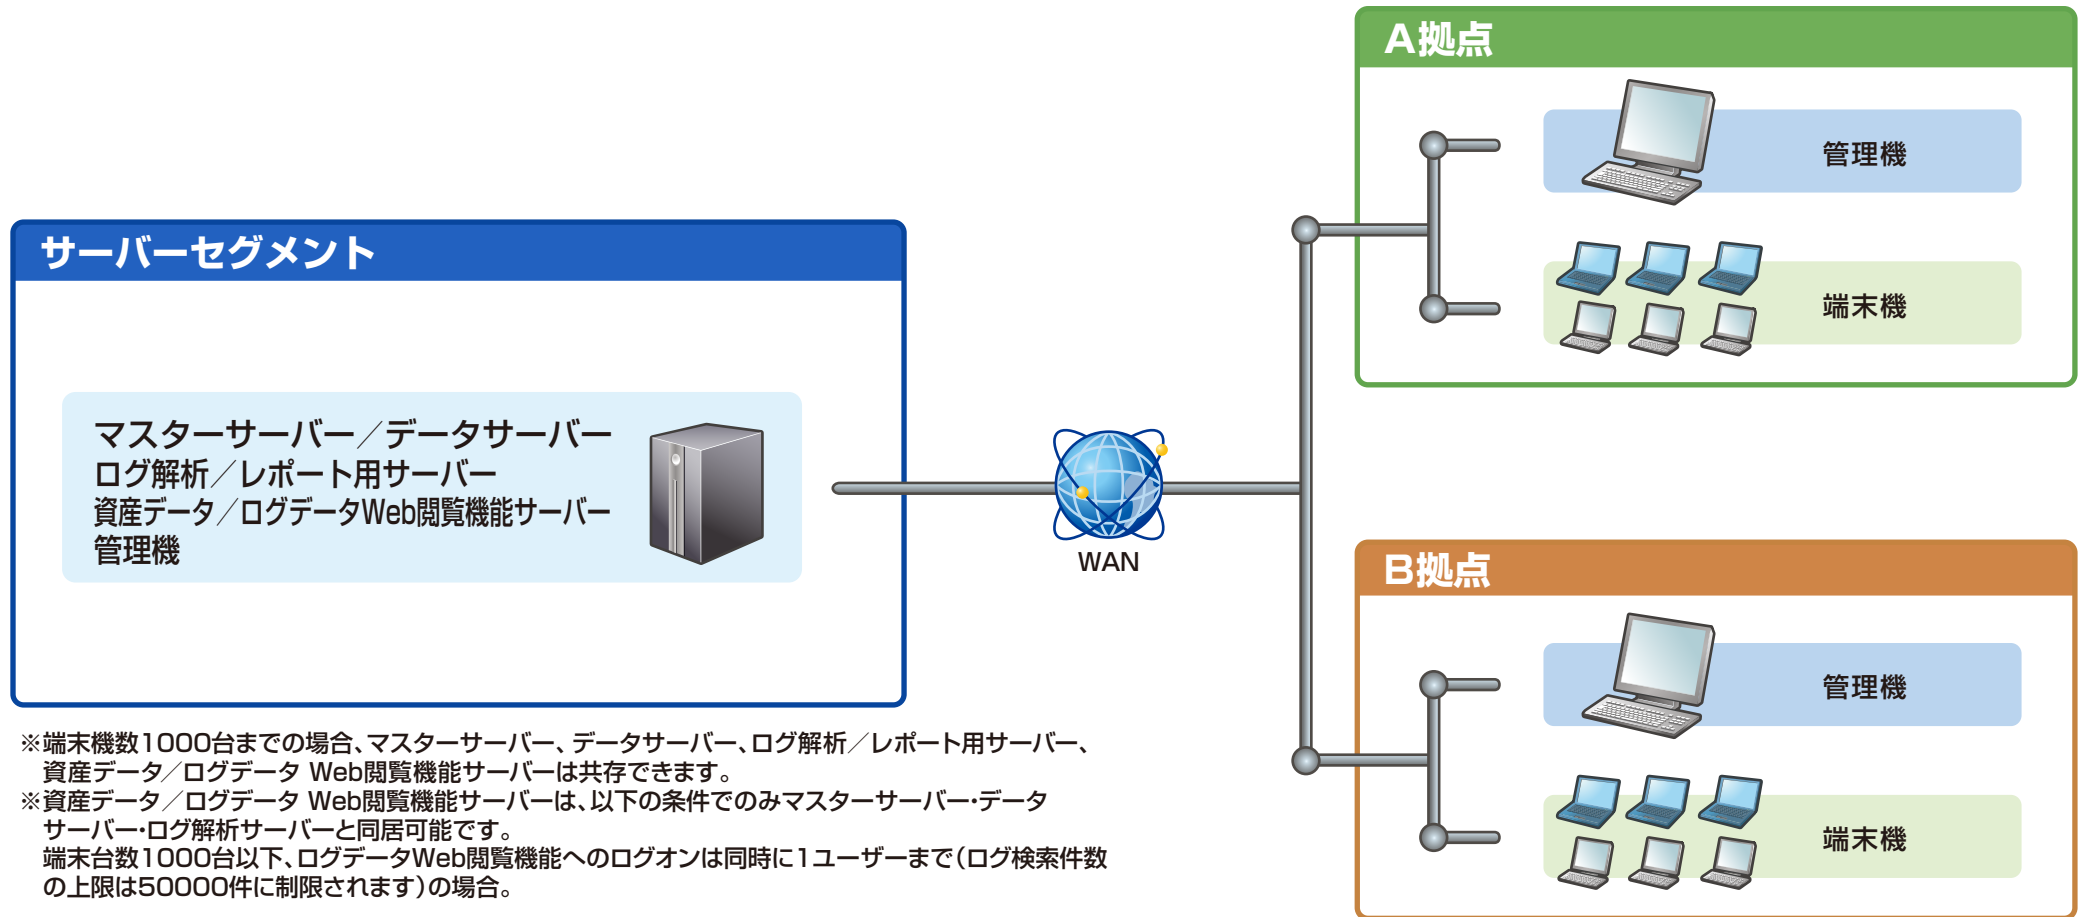 サーバーセグメント
マスターサーバー／データサーバー
ログ解析／レポート用サーバー
資産データ／ログデータWeb閲覧機能サーバー
管理機
WAN
A拠点
管理機
端末機
B拠点
管理機
端末機
※端末機数1000台までの場合、マスターサーバー、データサーバー、ログ解析／レポート用サーバー、
資産データ／ログデータ Web閲覧機能サーバーは共存できます。
※資産データ／ログデータ Web閲覧機能サーバーは、以下の条件でのみマスターサーバー・データ
サーバー・ログ解析サーバーと同居可能です。
端末台数1000台以下、ログデータWeb閲覧機能へのログオンは同時に1ユーザーまで（ログ検索件数
の上限は50000件に制限されます）の場合。